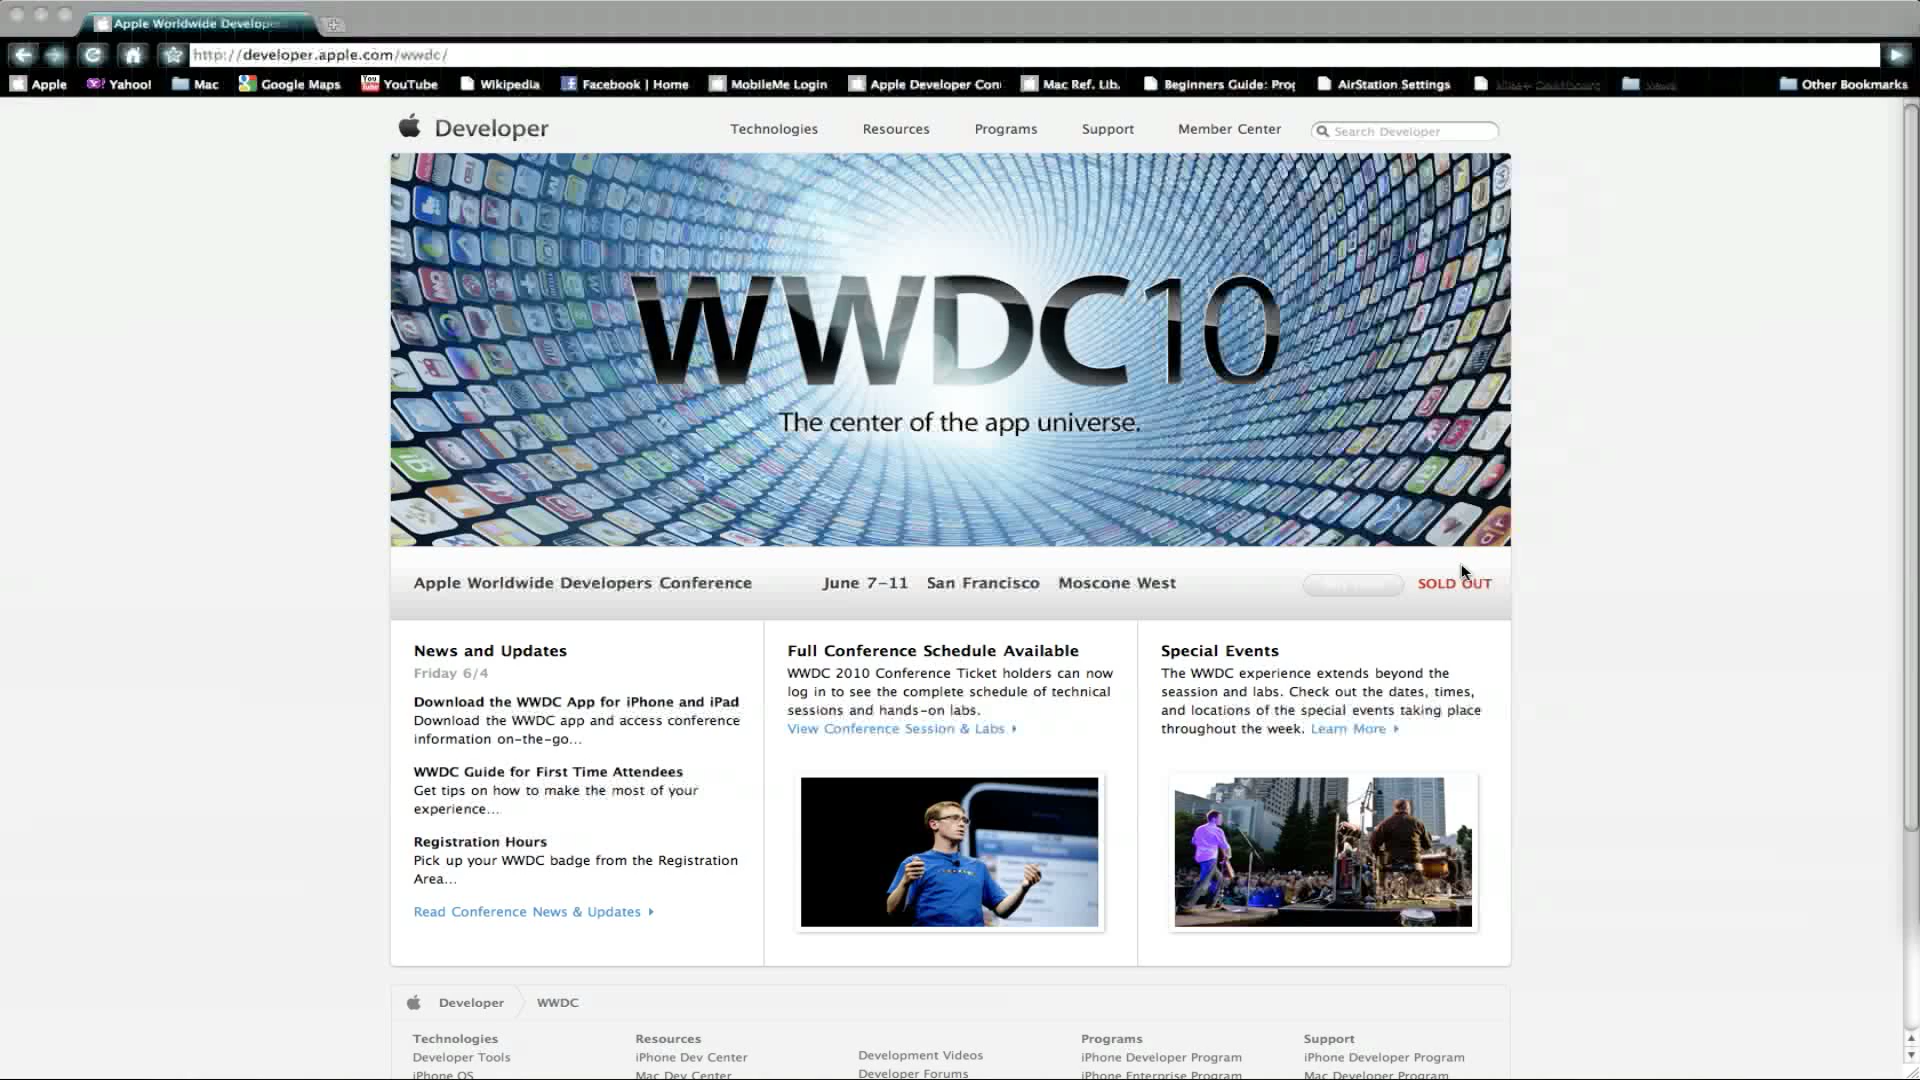 Apple Worldwide Develope
http://developer.apple.com/wwdc/
Apple Yahoo! Mac Google Maps YouTube Wikipedia Facebook | Home MobileMe Login Apple Developer Con Mac Ref. Lib. Beginners Guide: Prog AirStation Settings News Other Bookmarks
Developer Technologies Resources Programs Support Member Center Search Developer
WWDC10
The center of the app universe.
Apple Worldwide Developers Conference June 7–11 San Francisco Moscone West SOLD OUT
News and Updates
Friday 6/4
Download the WWDC App for iPhone and iPad
Download the WWDC app and access conference
information on-the-go...
WWDC Guide for First Time Attendees
Get tips on how to make the most of your
experience...
Registration Hours
Pick up your WWDC badge from the Registration
Area...
Read Conference News & Updates
Full Conference Schedule Available
WWDC 2010 Conference Ticket holders can now
log in to see the complete schedule of technical
sessions and hands-on labs.
View Conference Session & Labs
Special Events
The WWDC experience extends beyond the
seassion and labs. Check out the dates, times,
and locations of the special events taking place
throughout the week. Learn More
Developer WWDC
Technologies
Developer Tools
iPhone OS
Resources
iPhone Dev Center
Mac Dev Center
Development Videos
Developer Forums
Programs
iPhone Developer Program
iPhone Enterprise Program
Support
iPhone Developer Program
Mac Developer Program